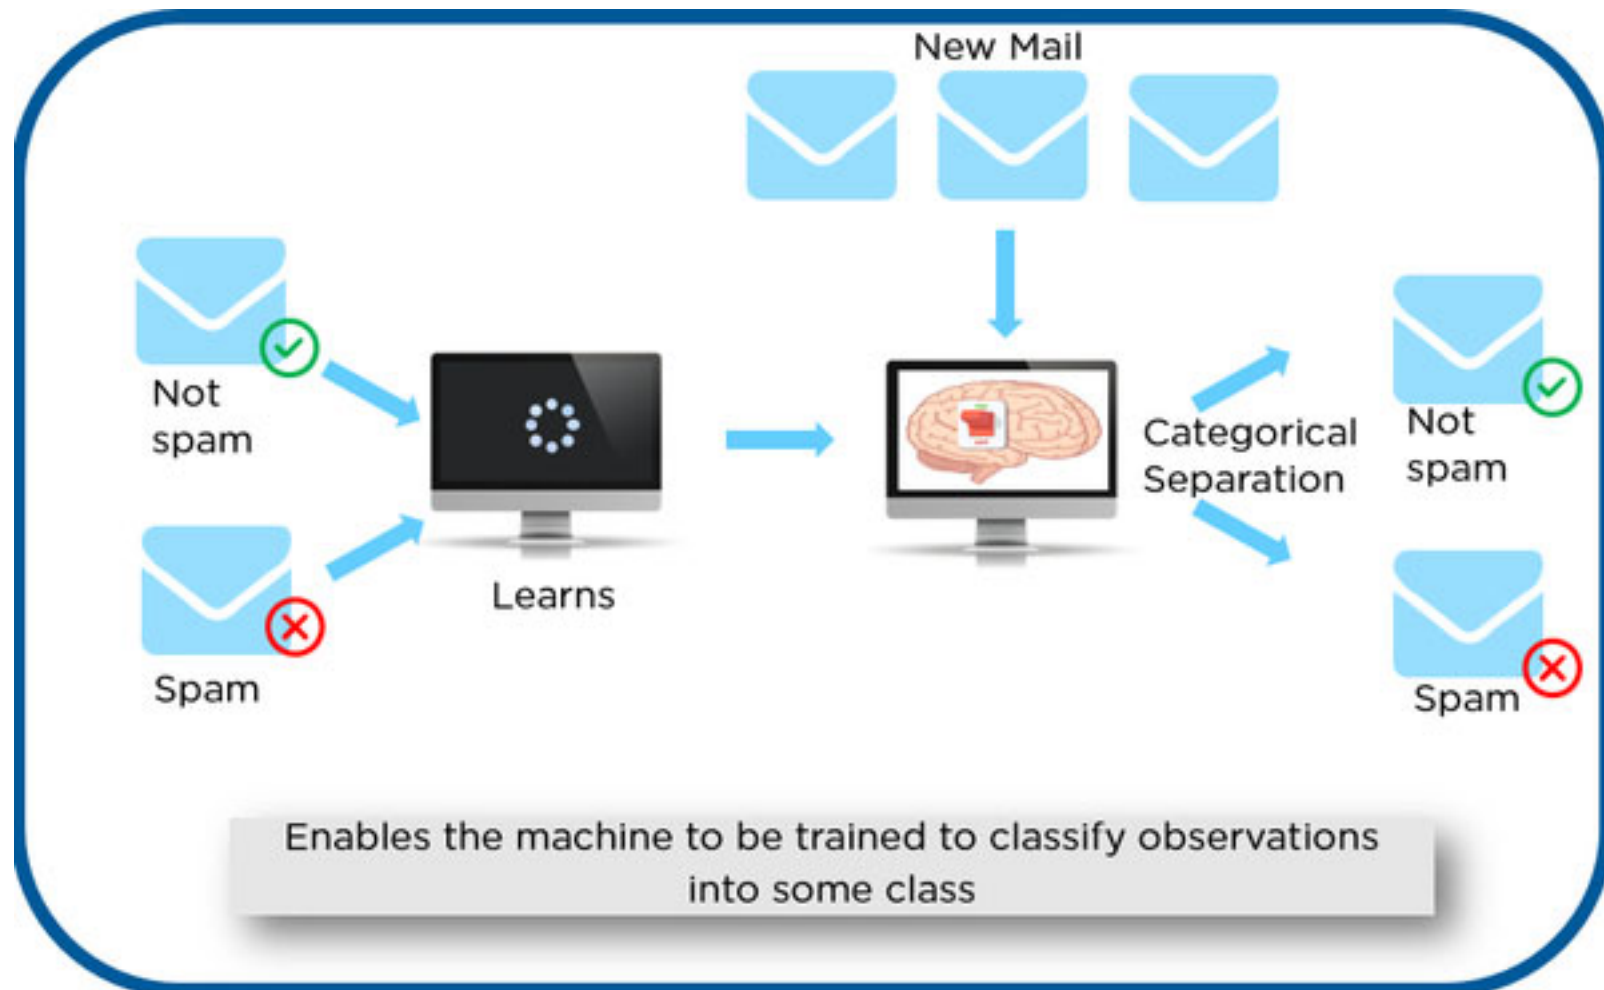 New Mail
Not
spam
Spam
Learns
Categorical
Separation
Not
spam
Spam
Enables the machine to be trained to classify observations
into some class